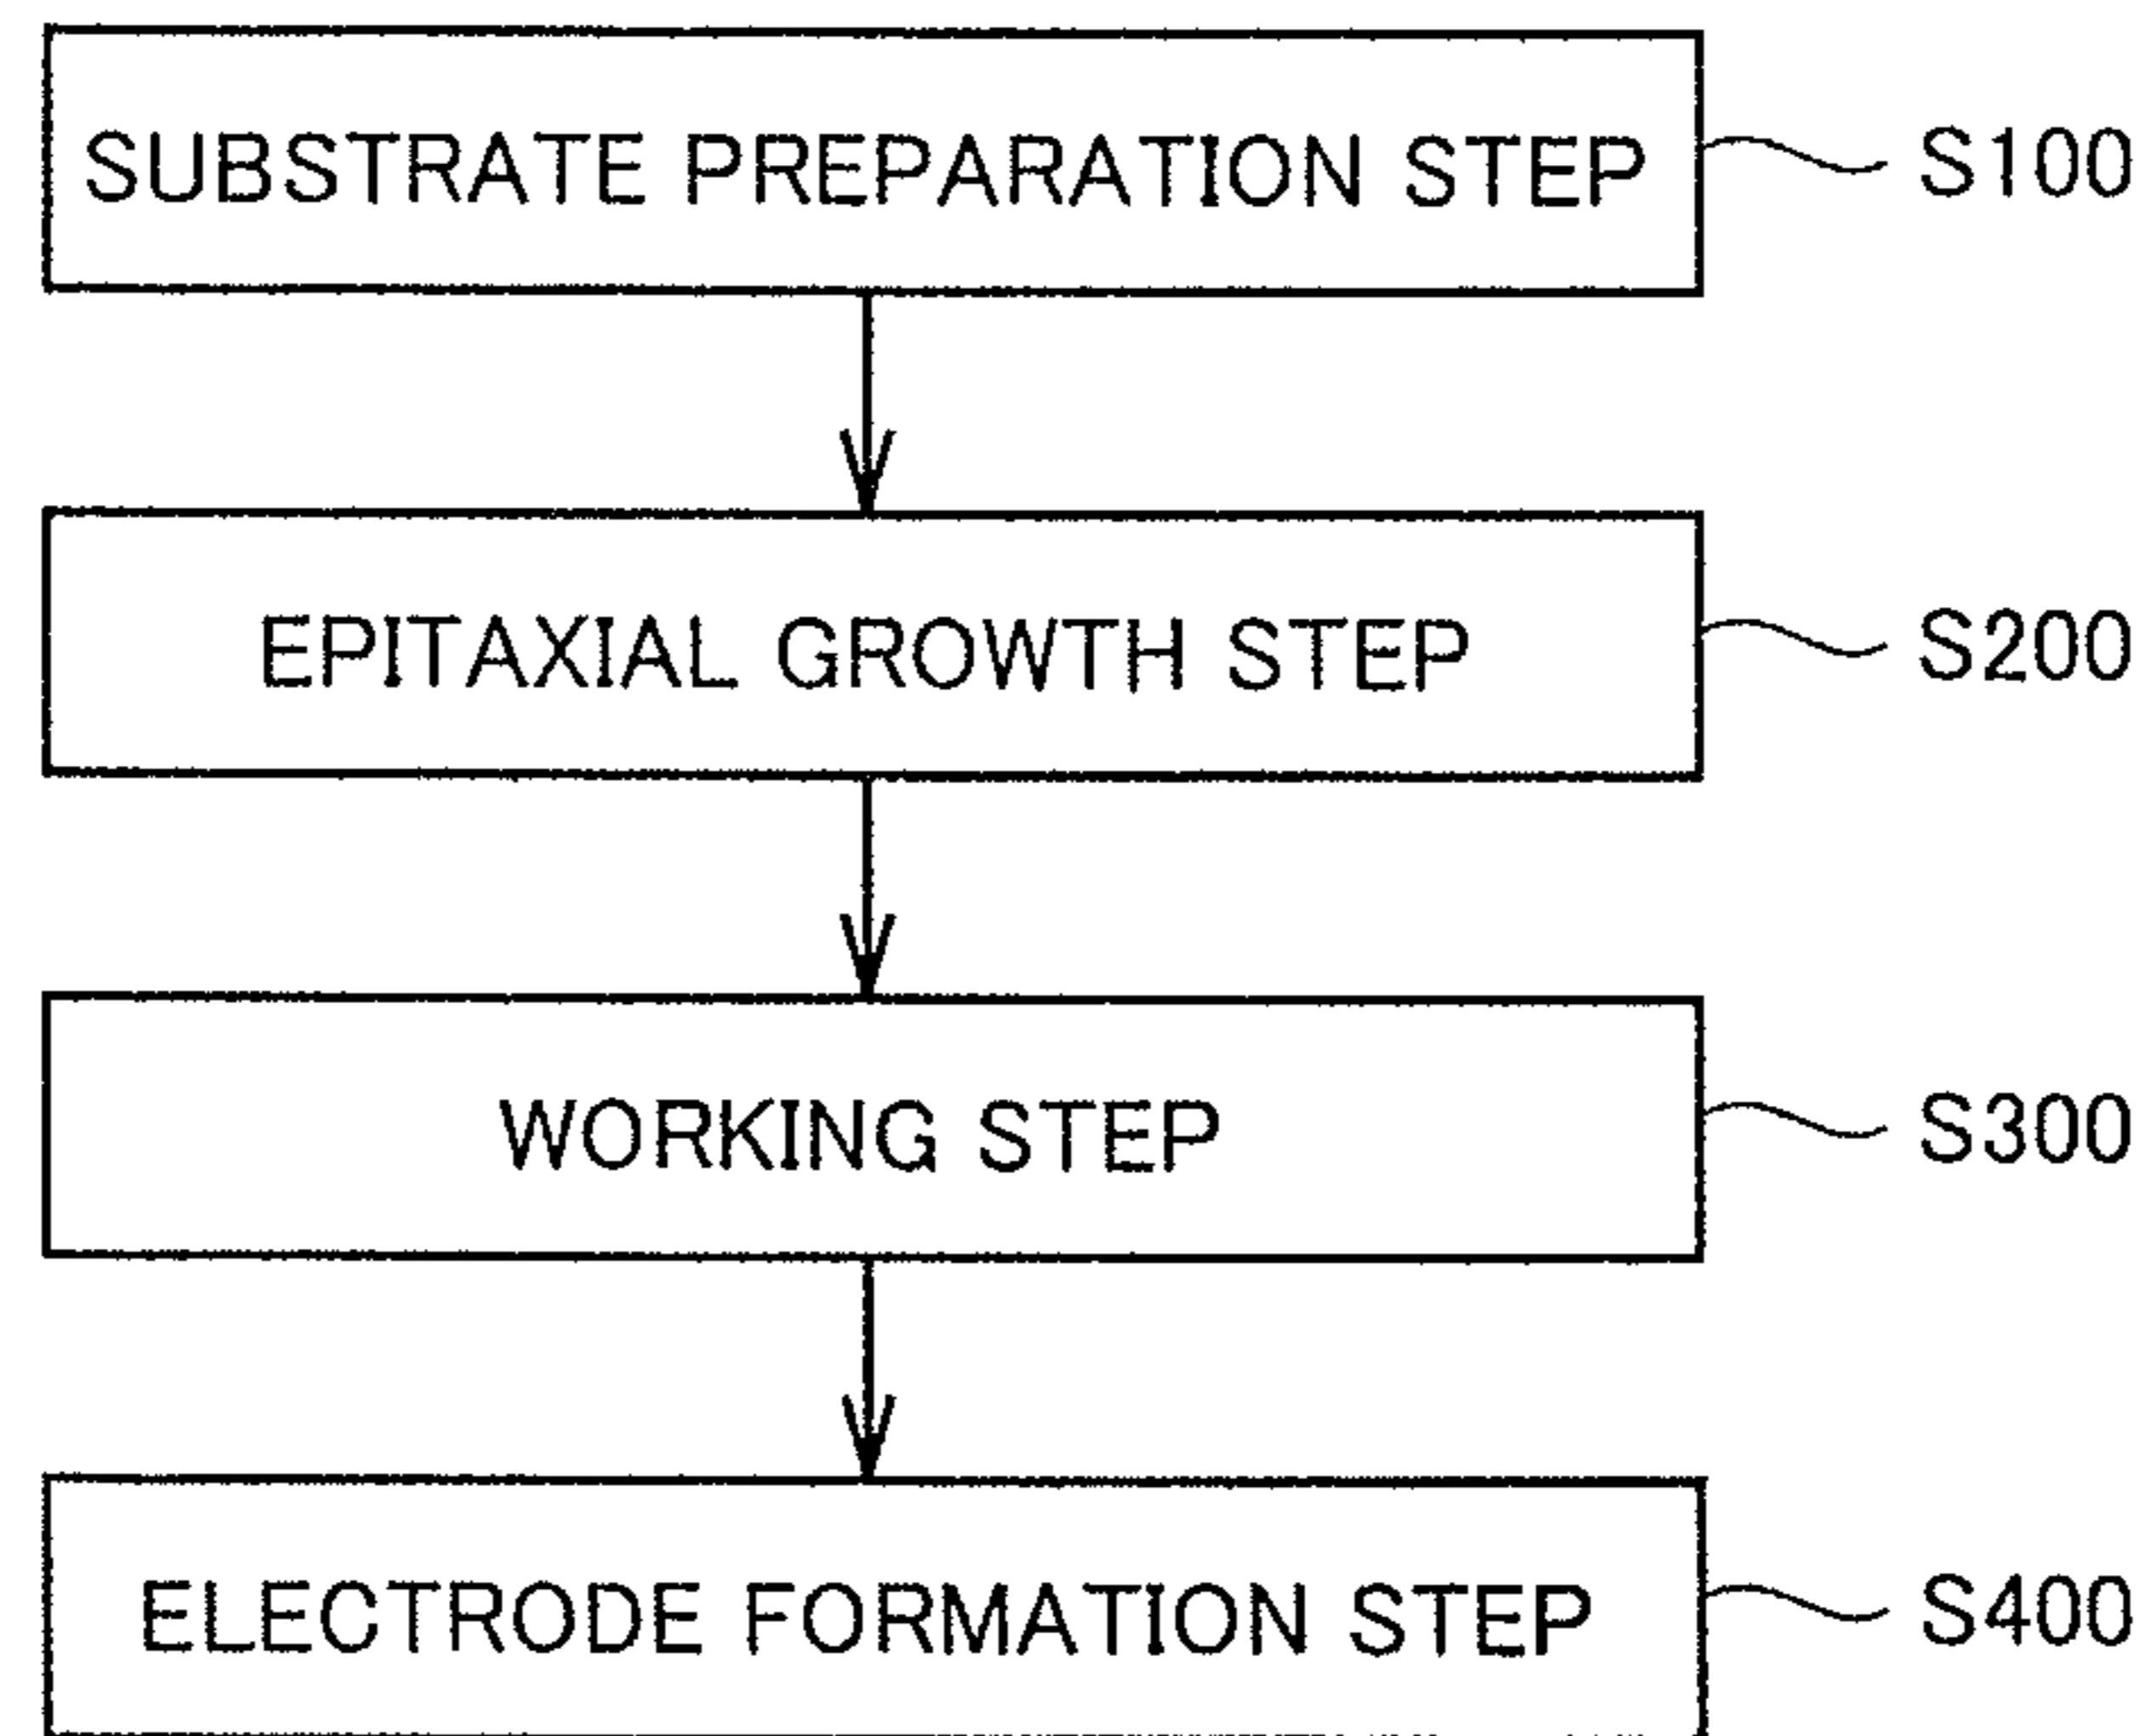 SUBSTRATE PREPARATION STEP S100
EPITAXIAL GROWTH STEP S200
WORKING STEP S300
ELECTRODE FORMATION STEP S400